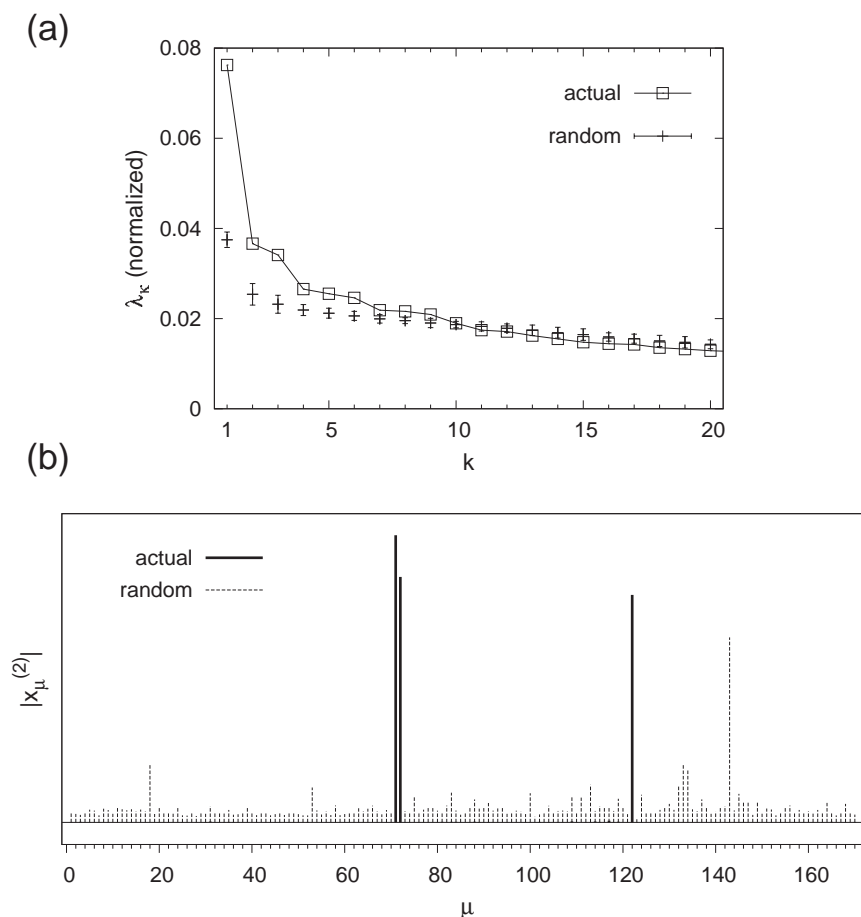 (a)
0.08
0.06
0.04
0.02
0
λκ (normalized)
actual
random
1 5 10 15 20
k
(b)
actual
random
|xμ(2)|
0 20 40 60 80 100 120 140 160
μ